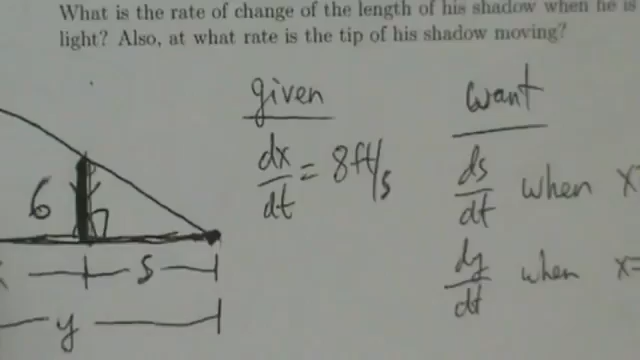 What is the rate of change of the length of his shadow when he is
light? Also, at what rate is the tip of his shadow moving?
given
want
dx/dt = 8ft/s
ds/dt when x
6
dy/dt when x=
s
y